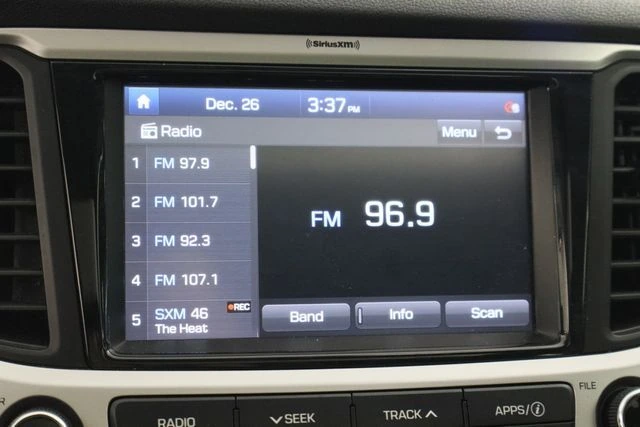 ((SiriusXM))
Dec. 26 3:37 PM
Radio Menu
1 FM 97.9
2 FM 101.7
3 FM 92.3
4 FM 107.1
5 SXM 46 REC
The Heat
FM 96.9
Band Info Scan
FILE
RADIO SEEK TRACK APPS/i